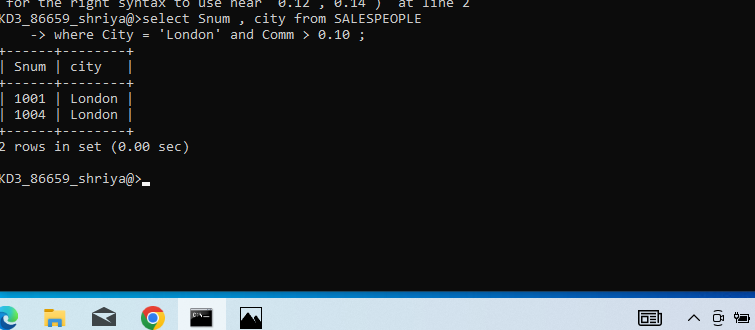 for the right syntax to use near '0.12 , 0.14 )' at line 2
KD3_86659_shriya@>select Snum , city from SALESPEOPLE
-> where City = 'London' and Comm > 0.10 ;
+------+--------+
| Snum | city   |
+------+--------+
| 1001 | London |
| 1004 | London |
+------+--------+
2 rows in set (0.00 sec)
KD3_86659_shriya@>